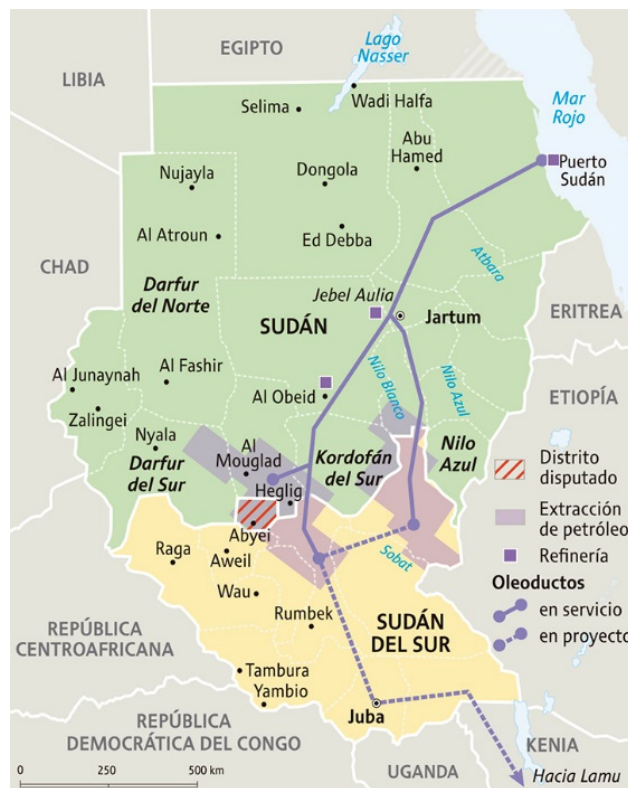 EGIPTO
Lago
Nasser
LIBIA
Selima
Wadi Halfa
Mar
Rojo
Abu
Hamed
Nujayla
Dongola
Puerto
Sudán
Al Atroun
Ed Debba
Atbara
CHAD
Darfur
del Norte
Jebel Aulia
SUDÁN
Jartum
ERITREA
Al Fashir
Al Junaynah
Nilo Blanco
Nilo Azul
ETIOPÍA
Al Obeid
Zalingei
Nyala
Al
Mouglad
Kordofán
del Sur
Nilo
Azul
Darfur
del Sur
Heglig
Distrito
disputado
Extracción
de petróleo
Abyei
Refinería
Raga
Aweil
Sobat
Oleoductos
en servicio
Wau
en proyecto
Rumbek
SUDÁN
DEL SUR
REPÚBLICA
CENTROAFRICANA
Tambura
Yambio
Juba
REPÚBLICA
DEMOCRÁTICA DEL CONGO
KENIA
UGANDA
Hacia Lamu
0 250 500 km